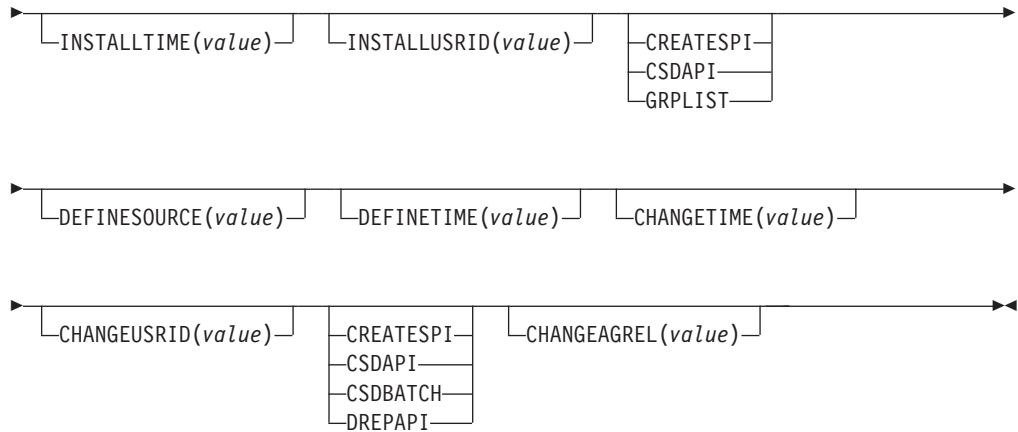 INSTALLTIME(value) INSTALLUSRID(value) CREATESPI
CSDAPI
GRPLIST
DEFINESOURCE(value) DEFINETIME(value) CHANGETIME(value)
CHANGEUSRID(value) CREATESPI CHANGEAGREL(value)
CSDAPI
CSDBATCH
DREPAPI